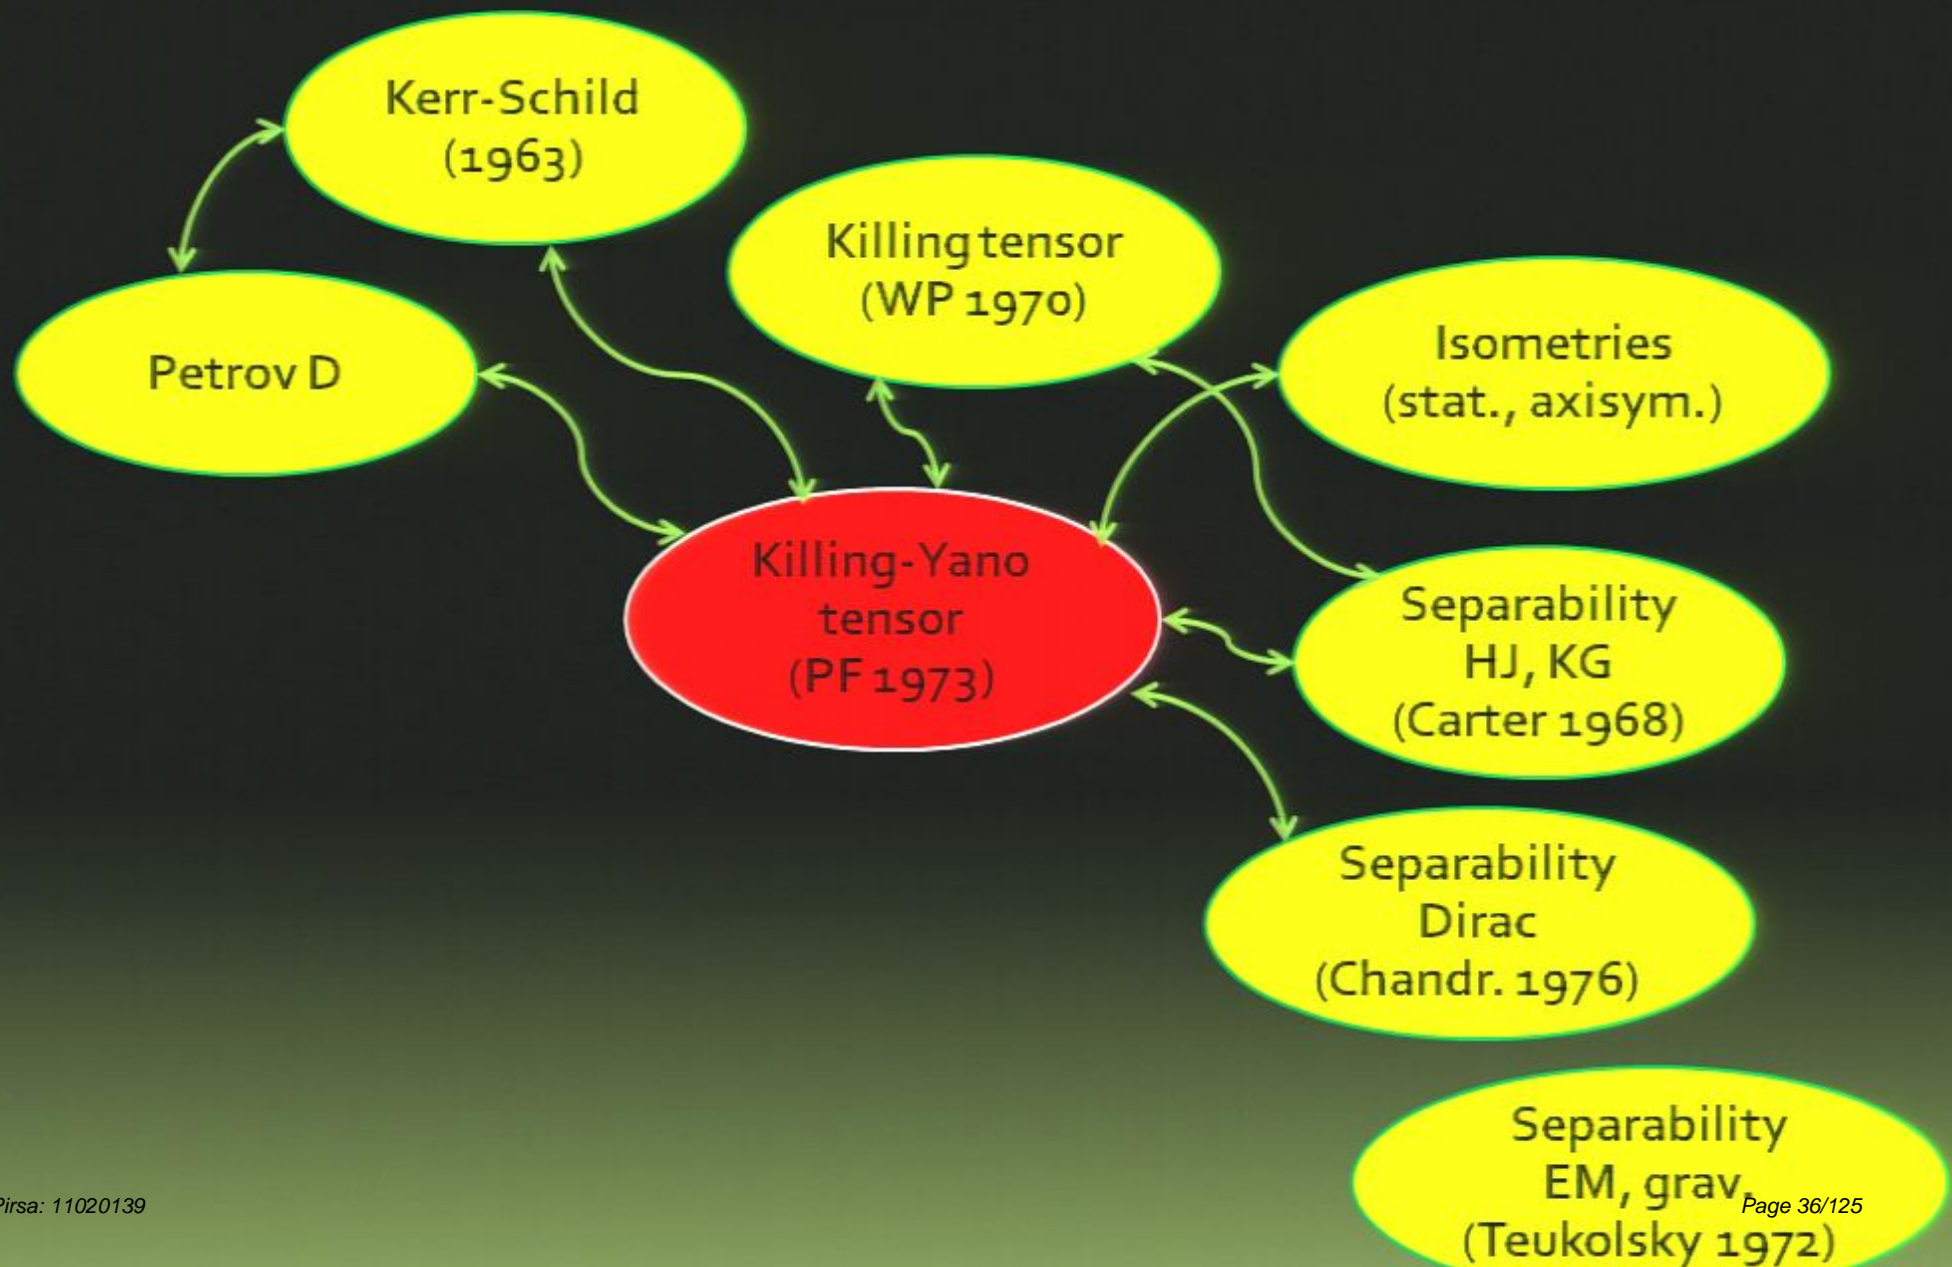 Kerr-Schild
(1963)
Killing tensor
(WP 1970)
Isometries
(stat., axisym.)
Petrov D
Killing-Yano
tensor
(PF 1973)
Separability
HJ, KG
(Carter 1968)
Separability
Dirac
(Chandr. 1976)
Separability
EM, grav.
(Teukolsky 1972)
Pirsa: 11020139
Page 36/125